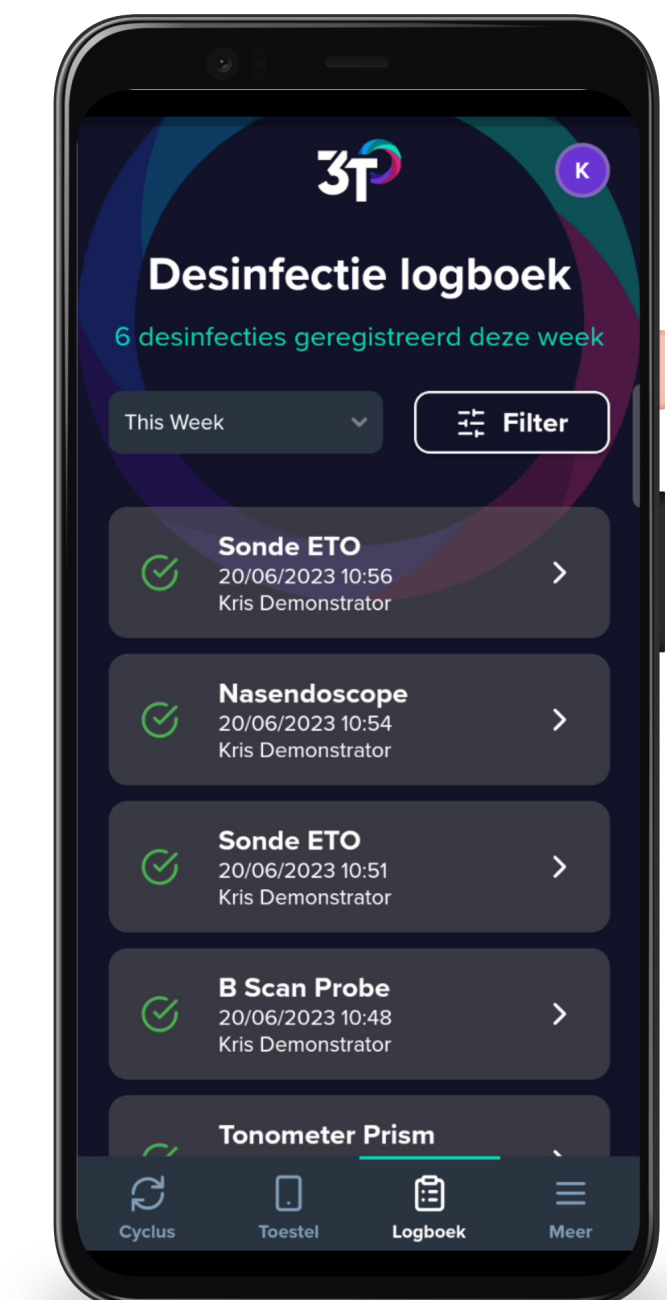 3T
K
Desinfectie logboek
6 desinfecties geregistreerd deze week
This Week
Filter
Sonde ETO
20/06/2023 10:56
Kris Demonstrator
Nasendoscope
20/06/2023 10:54
Kris Demonstrator
Sonde ETO
20/06/2023 10:51
Kris Demonstrator
B Scan Probe
20/06/2023 10:48
Kris Demonstrator
Tonometer Prism
Cyclus
Toestel
Logboek
Meer